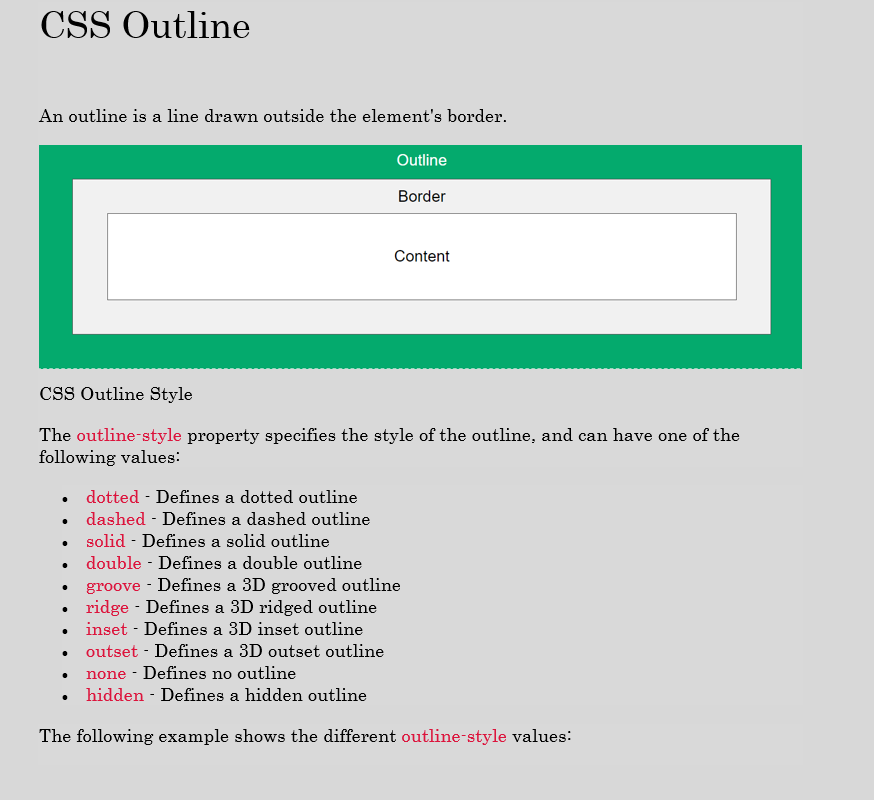 CSS Outline
An outline is a line drawn outside the element's border.
Outline
Border
Content
CSS Outline Style
The outline-style property specifies the style of the outline, and can have one of the
following values:
• dotted - Defines a dotted outline
• dashed - Defines a dashed outline
• solid - Defines a solid outline
• double - Defines a double outline
• groove - Defines a 3D grooved outline
• ridge - Defines a 3D ridged outline
• inset - Defines a 3D inset outline
• outset - Defines a 3D outset outline
• none - Defines no outline
• hidden - Defines a hidden outline
The following example shows the different outline-style values: